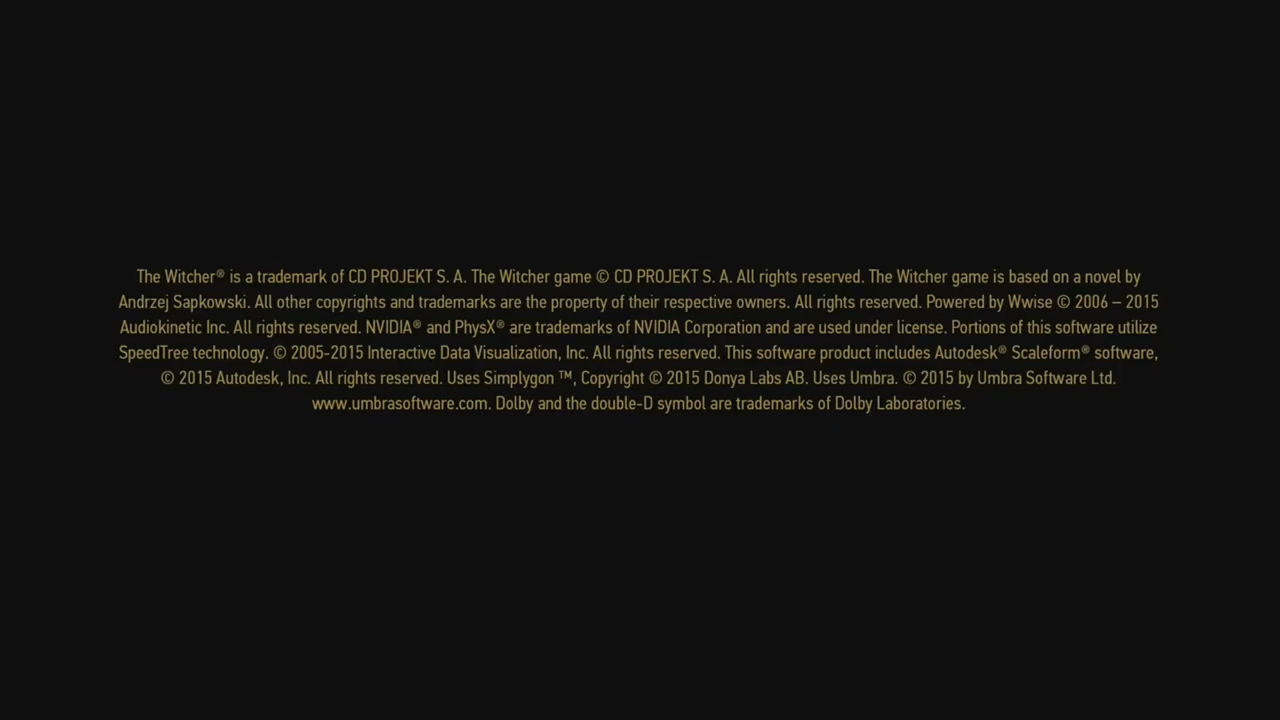 The Witcher® is a trademark of CD PROJEKT S. A. The Witcher game © CD PROJEKT S. A. All rights reserved. The Witcher game is based on a novel by
Andrzej Sapkowski. All other copyrights and trademarks are the property of their respective owners. All rights reserved. Powered by Wwise © 2006 – 2015
Audiokinetic Inc. All rights reserved. NVIDIA® and PhysX® are trademarks of NVIDIA Corporation and are used under license. Portions of this software utilize
SpeedTree technology. © 2005-2015 Interactive Data Visualization, Inc. All rights reserved. This software product includes Autodesk® Scaleform® software,
© 2015 Autodesk, Inc. All rights reserved. Uses Simplygon ™, Copyright © 2015 Donya Labs AB. Uses Umbra. © 2015 by Umbra Software Ltd.
www.umbrasoftware.com. Dolby and the double-D symbol are trademarks of Dolby Laboratories.